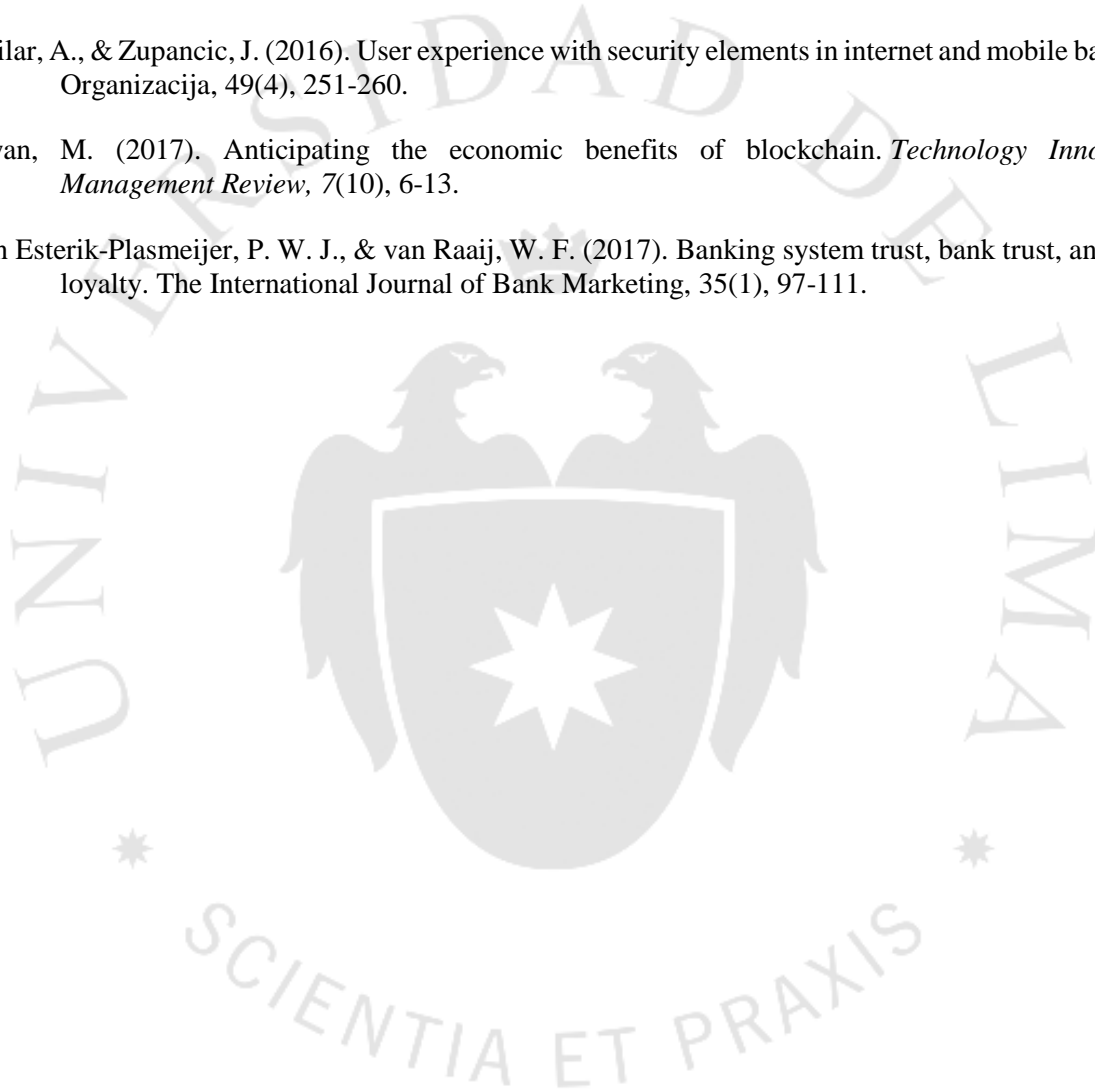 ilar, A., & Zupancic, J. (2016). User experience with security elements in internet and mobile ba
Organizacija, 49(4), 251-260.
van, M. (2017). Anticipating the economic benefits of blockchain. Technology Inno
Management Review, 7(10), 6-13.
n Esterik-Plasmeijer, P. W. J., & van Raaij, W. F. (2017). Banking system trust, bank trust, an
loyalty. The International Journal of Bank Marketing, 35(1), 97-111.
UNIVERSIDAD DE LIMA
SCIENTIA ET PRAXIS